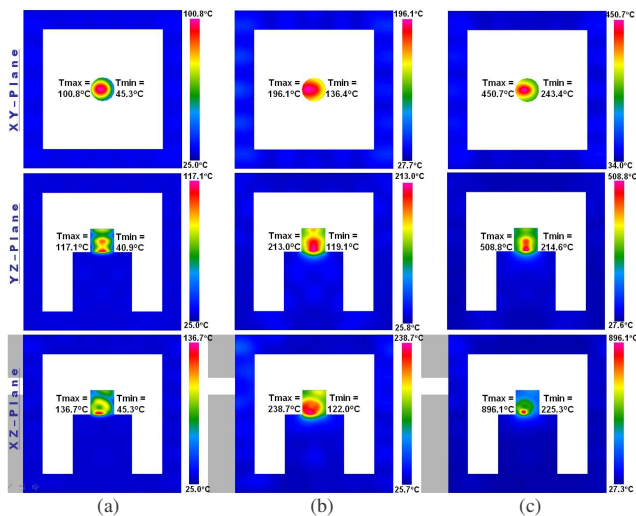 XY-Plane
100.8°C
Tmax =
100.8°C
Tmin =
45.3°C
25.0°C
196.1°C
Tmax =
196.1°C
Tmin =
136.4°C
27.7°C
450.7°C
Tmax =
450.7°C
Tmin =
243.4°C
34.0°C
YZ-Plane
117.1°C
Tmax =
117.1°C
Tmin =
40.9°C
25.0°C
213.0°C
Tmax =
213.0°C
Tmin =
119.1°C
25.8°C
508.8°C
Tmax =
508.8°C
Tmin =
214.6°C
27.6°C
XZ-Plane
136.7°C
Tmax =
136.7°C
Tmin =
45.3°C
25.0°C
238.7°C
Tmax =
238.7°C
Tmin =
122.0°C
25.7°C
896.1°C
Tmax =
896.1°C
Tmin =
225.3°C
27.3°C
(a)
(b)
(c)